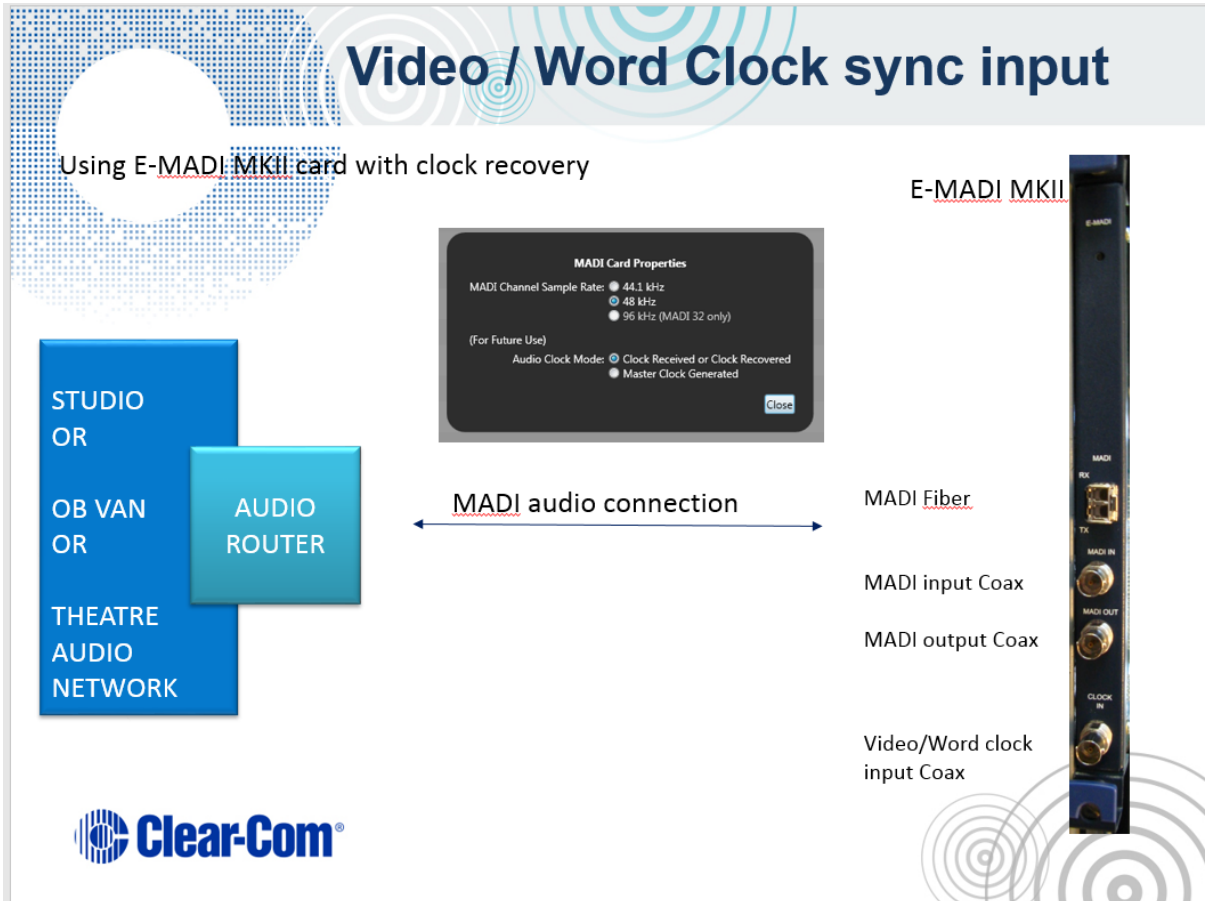 Video / Word Clock sync input
Using E-MADI MKII card with clock recovery
E-MADI MKII
E-MADI
MADI Card Properties
MADI Channel Sample Rate: 44.1 kHz
48 kHz
96 kHz (MADI 32 only)
(For Future Use)
Audio Clock Mode: Clock Received or Clock Recovered
Master Clock Generated
Close
STUDIO
OR
OB VAN
OR
THEATRE
AUDIO
NETWORK
AUDIO
ROUTER
MADI audio connection
MADI Fiber
MADI input Coax
MADI output Coax
Video/Word clock
input Coax
MADI
RX
TX
MADI IN
MADI OUT
CLOCK
IN
Clear-Com®